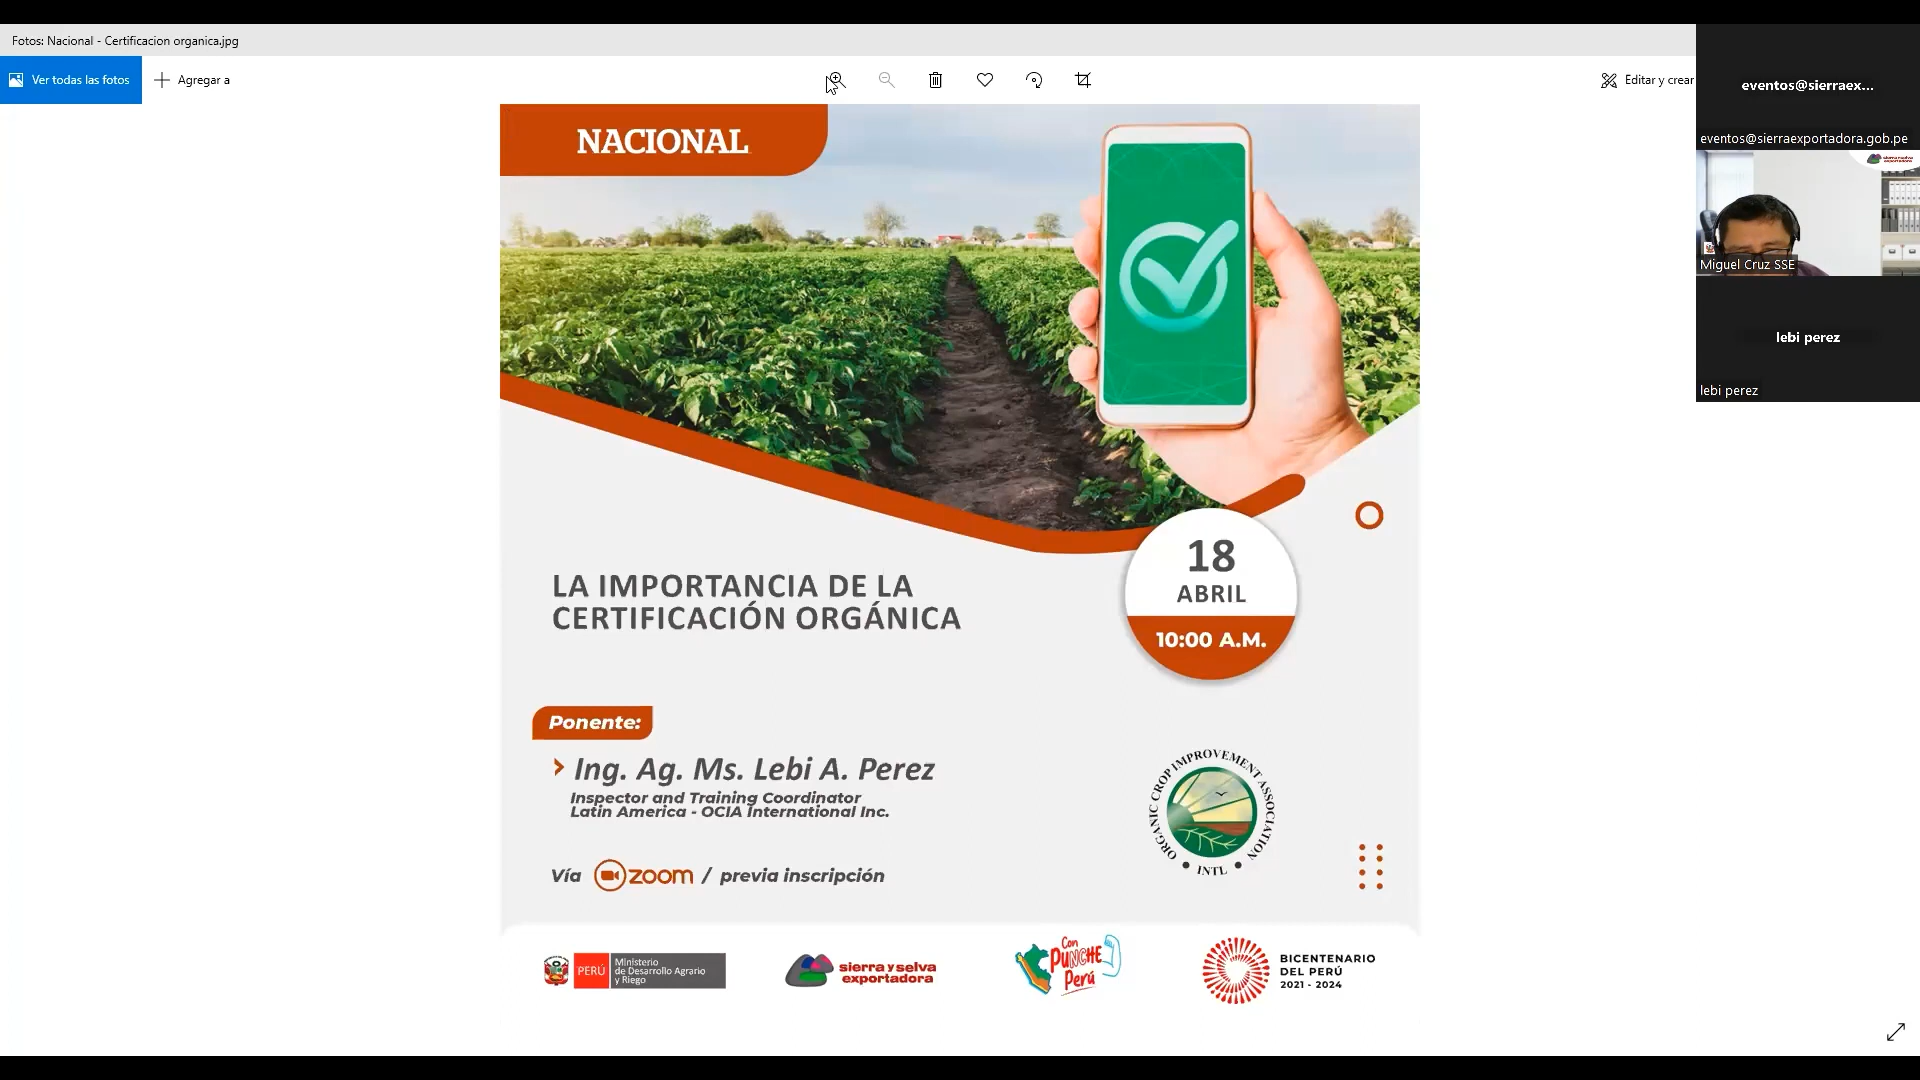 Fotos: Nacional - Certificacion organica.jpg
Ver todas las fotos
Agregar a
Editar y crear
eventos@sierraex...
eventos@sierraexportadora.gob.pe
Miguel Cruz SSE
lebi perez
lebi perez
NACIONAL
18
ABRIL
10:00 A.M.
LA IMPORTANCIA DE LA
CERTIFICACIÓN ORGÁNICA
Ponente:
Ing. Ag. Ms. Lebi A. Perez
Inspector and Training Coordinator
Latin America - OCIA International Inc.
ORGANIC CROP IMPROVEMENT ASSOCIATION
• INTL •
Vía zoom / previa inscripción
PERÚ
Ministerio
de Desarrollo Agrario
y Riego
sierra y selva
exportadora
Con
PUNCHE
Perú
BICENTENARIO
DEL PERÚ
2021 - 2024